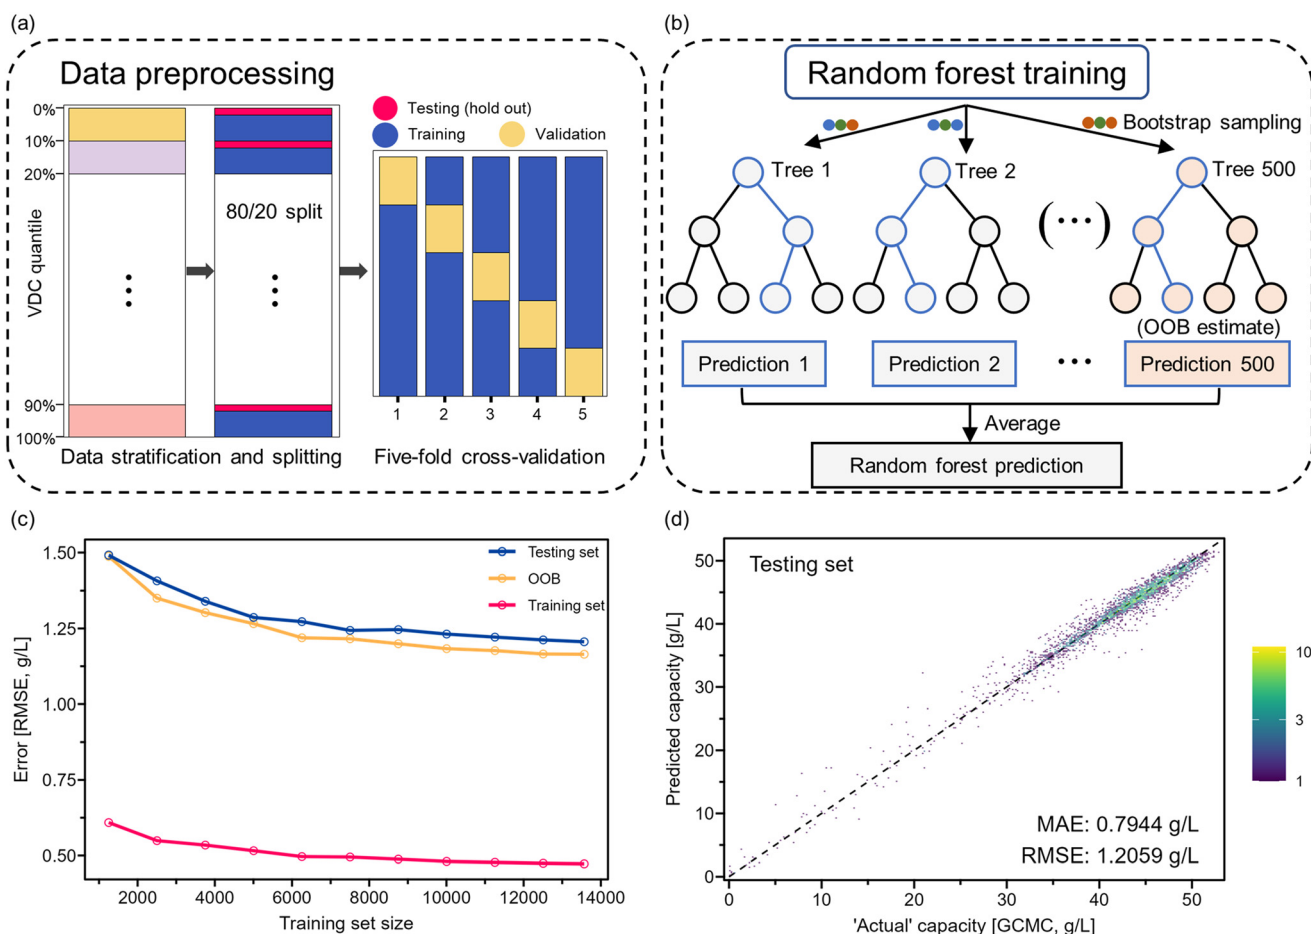 (a)
Data preprocessing
0%
10%
20%
90%
100%
VDC quantile
80/20 split
Testing (hold out)
Training
Validation
1 2 3 4 5
Data stratification and splitting
Five-fold cross-validation
(b)
Random forest training
Bootstrap sampling
Tree 1
Tree 2
Tree 500
(···)
(OOB estimate)
Prediction 1
Prediction 2
···
Prediction 500
Average
Random forest prediction
(c)
1.50
1.25
1.00
0.75
0.50
Error [RMSE, g/L]
Testing set
OOB
Training set
2000 4000 6000 8000 10000 12000 14000
Training set size
(d)
Testing set
50
40
30
20
10
0
Predicted capacity [g/L]
MAE: 0.7944 g/L
RMSE: 1.2059 g/L
0 10 20 30 40 50
'Actual' capacity [GCMC, g/L]
10
3
1